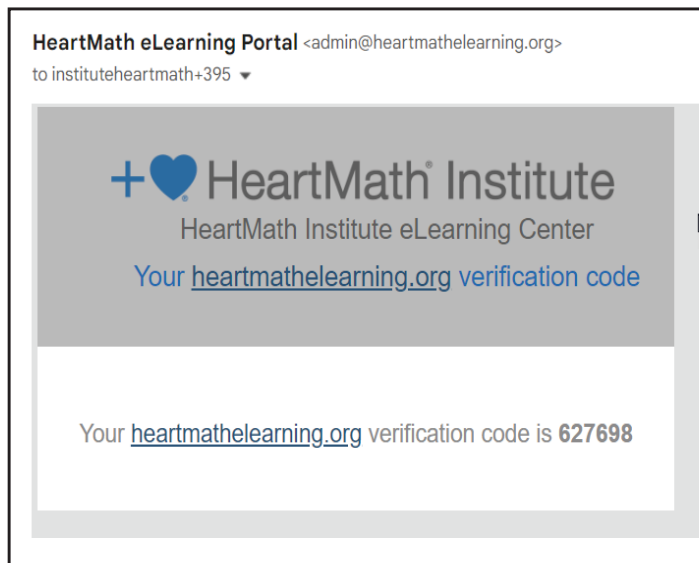 HeartMath eLearning Portal <admin@heartmathelearning.org>
to instituteheartmath+395
HeartMath® Institute
HeartMath Institute eLearning Center
Your heartmathelearning.org verification code
Your heartmathelearning.org verification code is 627698